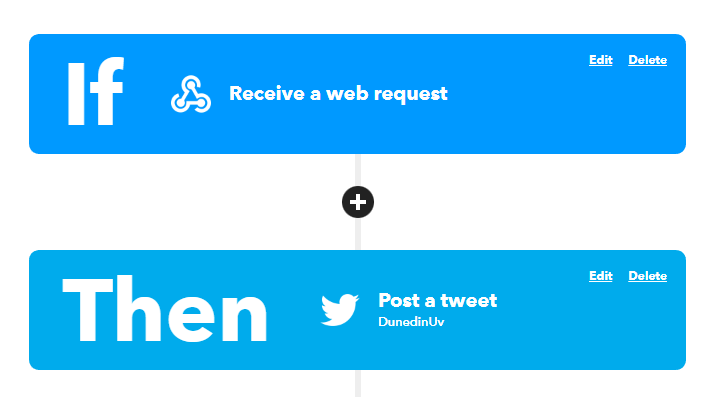 If
Receive a web request
Edit Delete
Then
Post a tweet
DunedinUv
Edit Delete